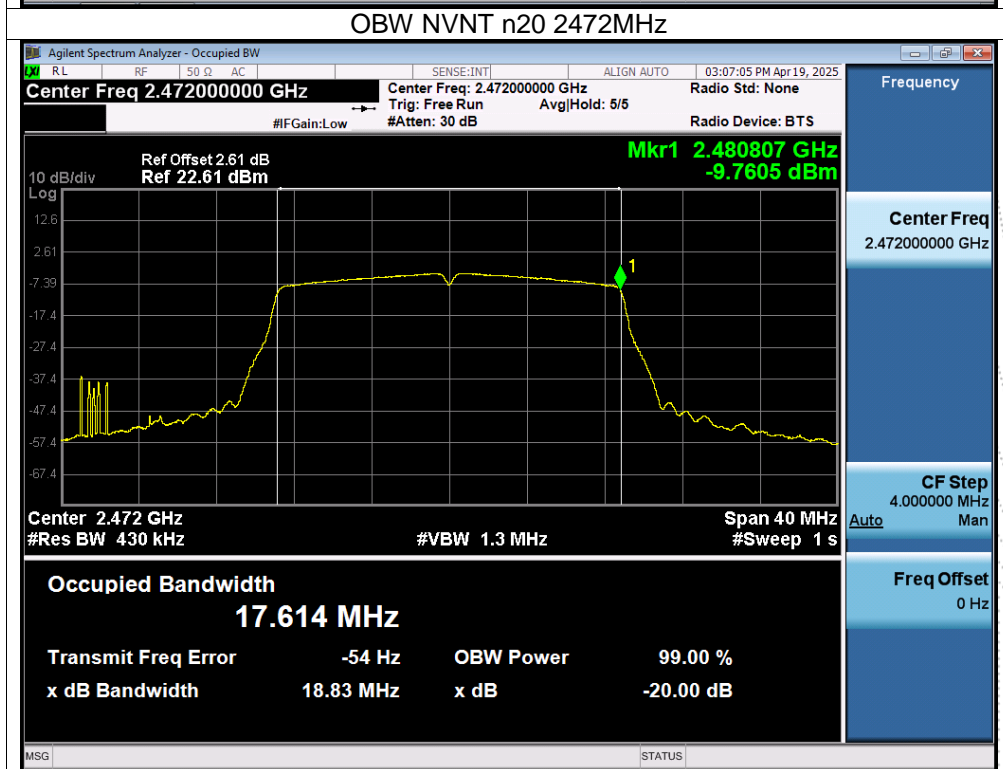 OBW NVNT n20 2472MHz
Agilent Spectrum Analyzer - Occupied BW
LXI RL RF 50 Ω AC SENSE:INT ALIGN AUTO 03:07:05 PM Apr 19, 2025
Center Freq 2.472000000 GHz
Center Freq: 2.472000000 GHz
Radio Std: None
Trig: Free Run Avg|Hold: 5/5
#IFGain:Low #Atten: 30 dB Radio Device: BTS
Frequency
Mkr1 2.480807 GHz
-9.7605 dBm
Ref Offset 2.61 dB
10 dB/div Ref 22.61 dBm
Log
12.6
2.61
-7.39
-17.4
-27.4
-37.4
-47.4
-57.4
-67.4
1
Center 2.472 GHz Span 40 MHz
#Res BW 430 kHz #VBW 1.3 MHz #Sweep 1 s
Center Freq
2.472000000 GHz
CF Step
4.000000 MHz
Auto Man
Freq Offset
0 Hz
Occupied Bandwidth
17.614 MHz
Transmit Freq Error -54 Hz OBW Power 99.00 %
x dB Bandwidth 18.83 MHz x dB -20.00 dB
MSG STATUS